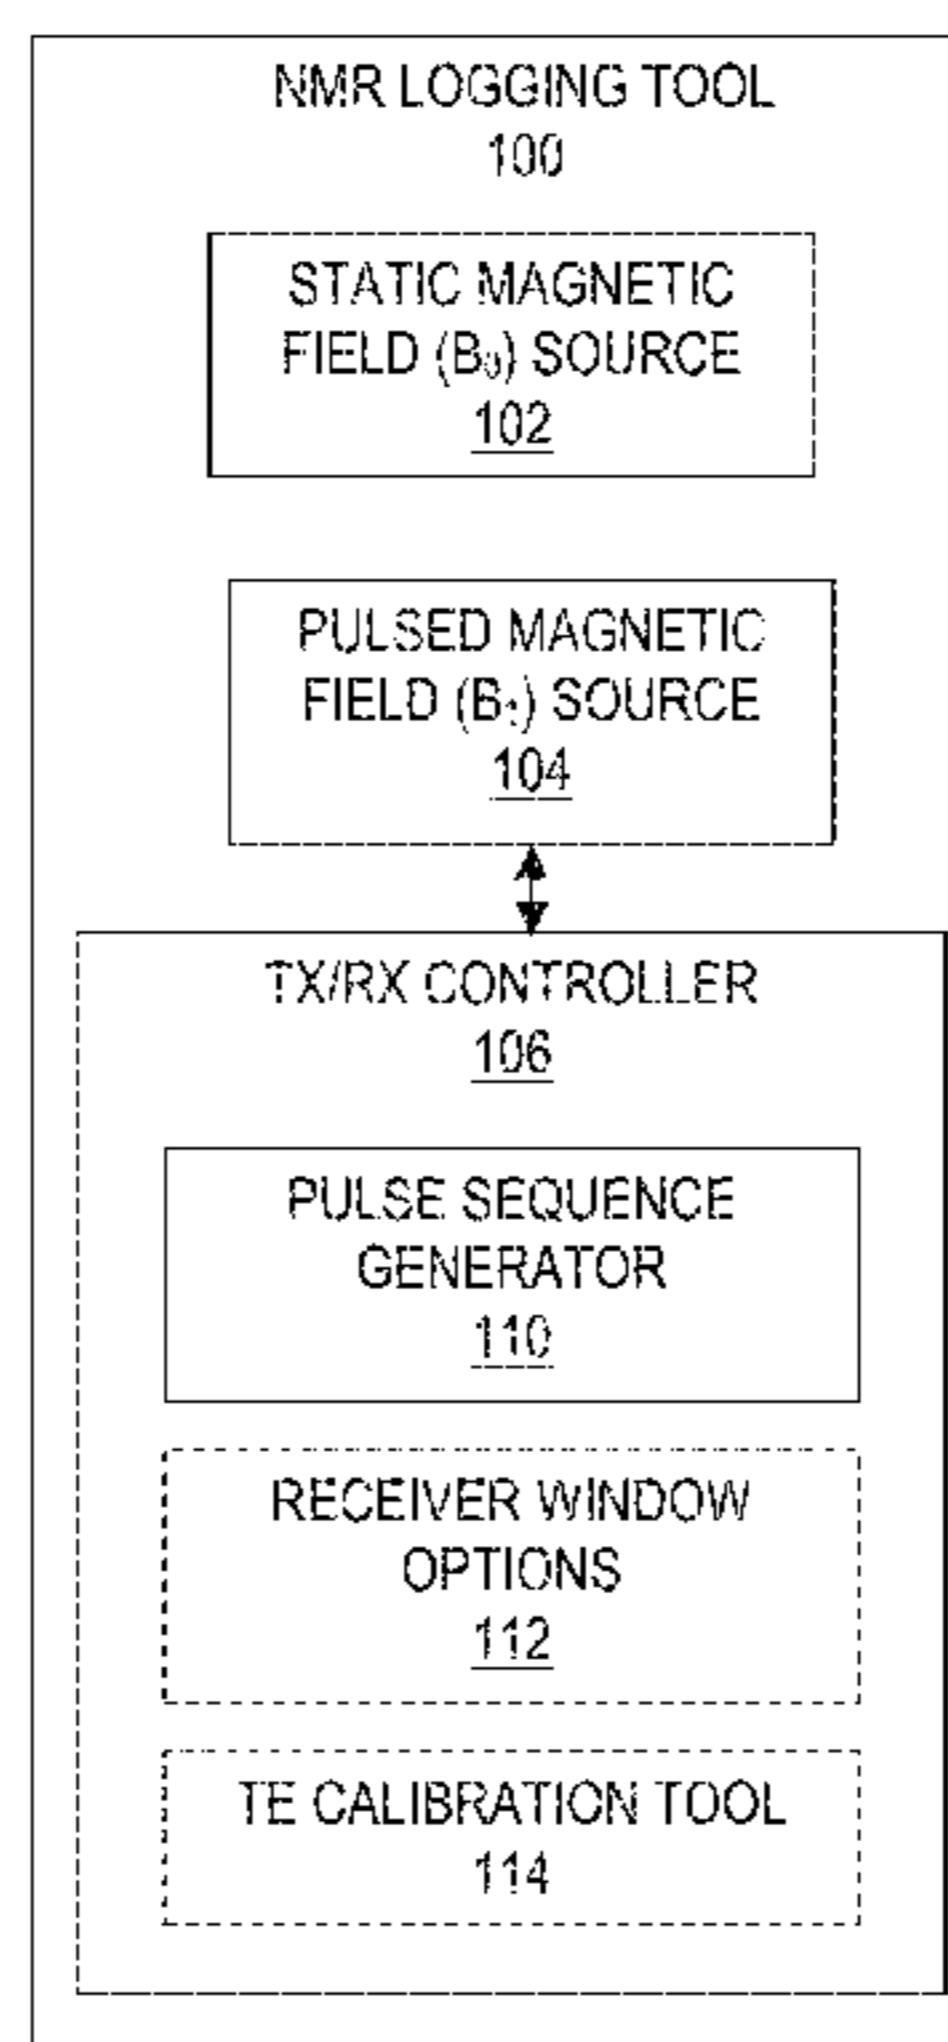 NMR LOGGING TOOL
100
STATIC MAGNETIC
FIELD (B₀) SOURCE
102
PULSED MAGNETIC
FIELD (B₁) SOURCE
104
TX/RX CONTROLLER
106
PULSE SEQUENCE
GENERATOR
110
RECEIVER WINDOW
OPTIONS
112
TE CALIBRATION TOOL
114